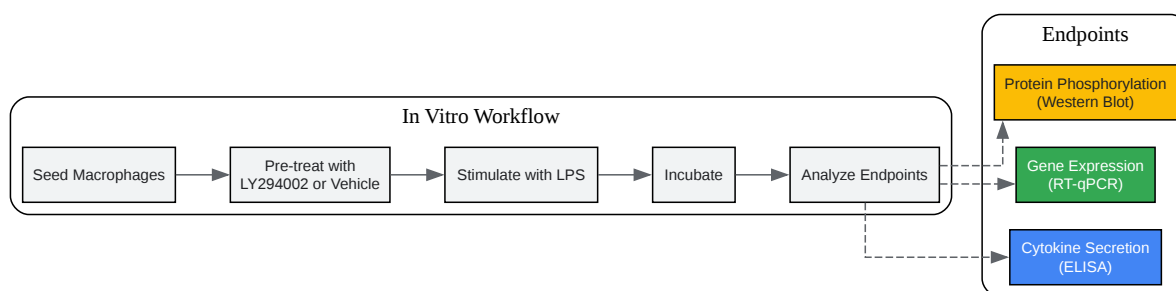 Endpoints
Protein Phosphorylation
(Western Blot)
In Vitro Workflow
Seed Macrophages
Pre-treat with
LY294002 or Vehicle
Stimulate with LPS
Incubate
Analyze Endpoints
Gene Expression
(RT-qPCR)
Cytokine Secretion
(ELISA)